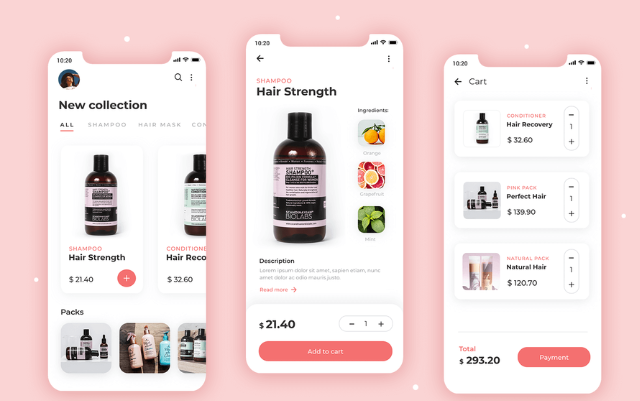 10:20
New collection
ALL SHAMPOO HAIR MASK CON
SHAMPOO
Hair Strength
$ 21.40
+
CONDITIONE
Hair Reco
$ 32.60
Packs
10:20
SHAMPOO
Hair Strength
Ingredients:
Orange
Grapefruit
Mint
SHAMPOO
BIOLABS
Description
Lorem ipsum dolor sit amet, sapien etiam, nunc
amet dolor ac odio mauris justo.
Read more →
$ 21.40
− 1 +
Add to cart
10:20
Cart
CONDITIONER
Hair Recovery
$ 32.60
− 1 +
PINK PACK
Perfect Hair
$ 139.90
− 1 +
NATURAL PACK
Natural Hair
$ 120.70
− 1 +
Total
$ 293.20
Payment